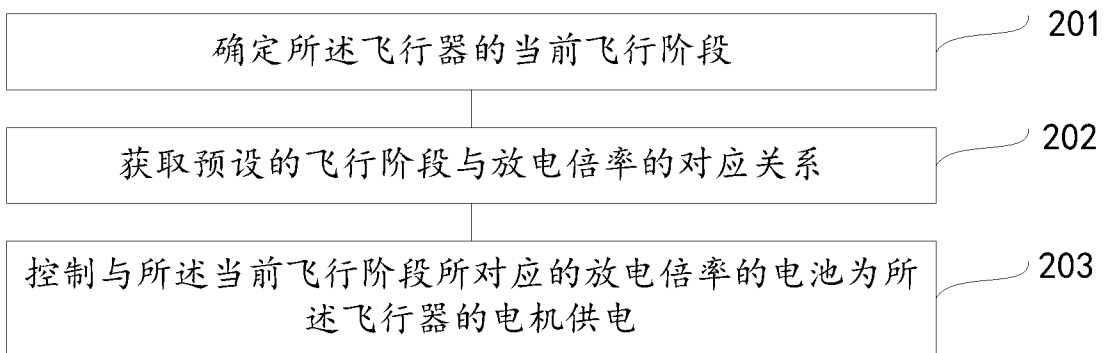 确定所述飞行器的当前飞行阶段
201
获取预设的飞行阶段与放电倍率的对应关系
202
控制与所述当前飞行阶段所对应的放电倍率的电池为所
述飞行器的电机供电
203